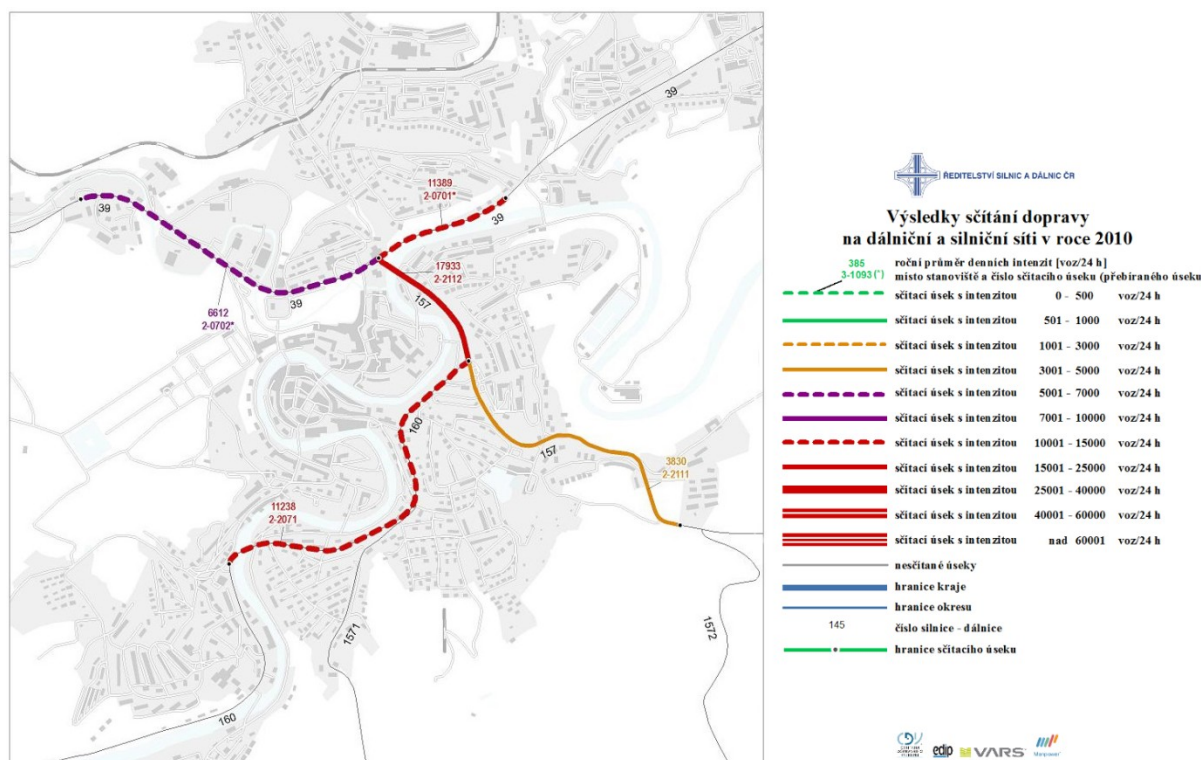 39
39
11389
2-0701*
39
17933
2-2112
157
6612
2-0702*
39
160
157
3830
2-2111
11238
2-2071
1571
1572
160
ŘEDITELSTVÍ SILNIC A DÁLNIC ČR
Výsledky sčítání dopravy
na dálniční a silniční síti v roce 2010
385
3-1093(*)
roční průměr denních intenzit [voz/24 h]
místo stanoviště a číslo sčítacího úseku (přebíraného úseku
sčítací úsek s intenzitou 0 - 500 voz/24 h
sčítací úsek s intenzitou 501 - 1000 voz/24 h
sčítací úsek s intenzitou 1001 - 3000 voz/24 h
sčítací úsek s intenzitou 3001 - 5000 voz/24 h
sčítací úsek s intenzitou 5001 - 7000 voz/24 h
sčítací úsek s intenzitou 7001 - 10000 voz/24 h
sčítací úsek s intenzitou 10001 - 15000 voz/24 h
sčítací úsek s intenzitou 15001 - 25000 voz/24 h
sčítací úsek s intenzitou 25001 - 40000 voz/24 h
sčítací úsek s intenzitou 40001 - 60000 voz/24 h
sčítací úsek s intenzitou nad 60001 voz/24 h
nesčítané úseky
hranice kraje
hranice okresu
145 číslo silnice - dálnice
hranice sčítacího úseku
edip
VARS